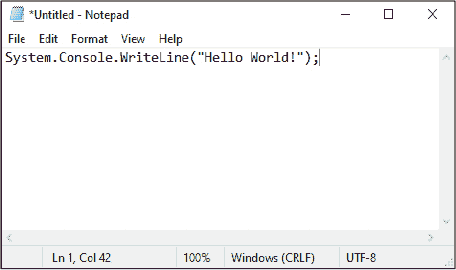 *Untitled - Notepad
File Edit Format View Help
System.Console.WriteLine("Hello World!");
Ln 1, Col 42 100% Windows (CRLF) UTF-8